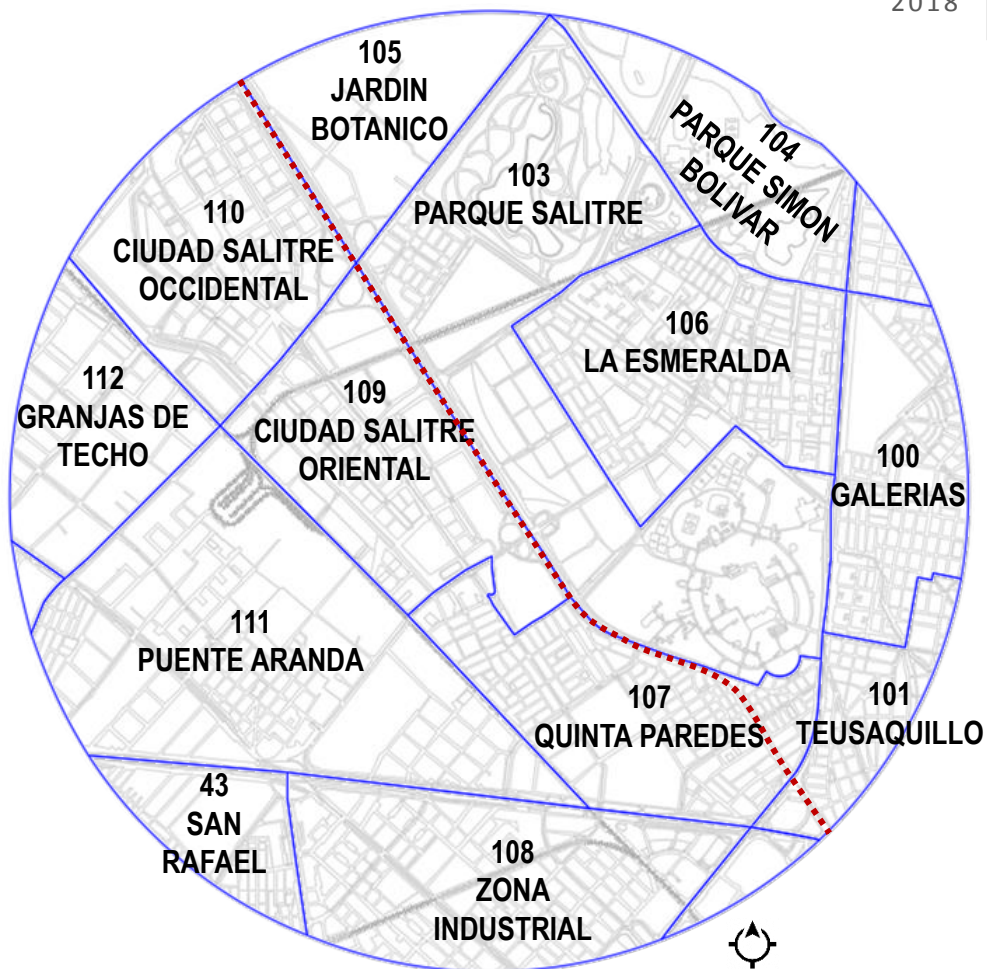 2018
105
JARDIN
BOTANICO
104
PARQUE SIMON
BOLIVAR
103
PARQUE SALITRE
110
CIUDAD SALITRE
OCCIDENTAL
106
LA ESMERALDA
112
GRANJAS DE
TECHO
109
CIUDAD SALITRE
ORIENTAL
100
GALERIAS
111
PUENTE ARANDA
107
QUINTA PAREDES
101
TEUSAQUILLO
43
SAN
RAFAEL
108
ZONA
INDUSTRIAL